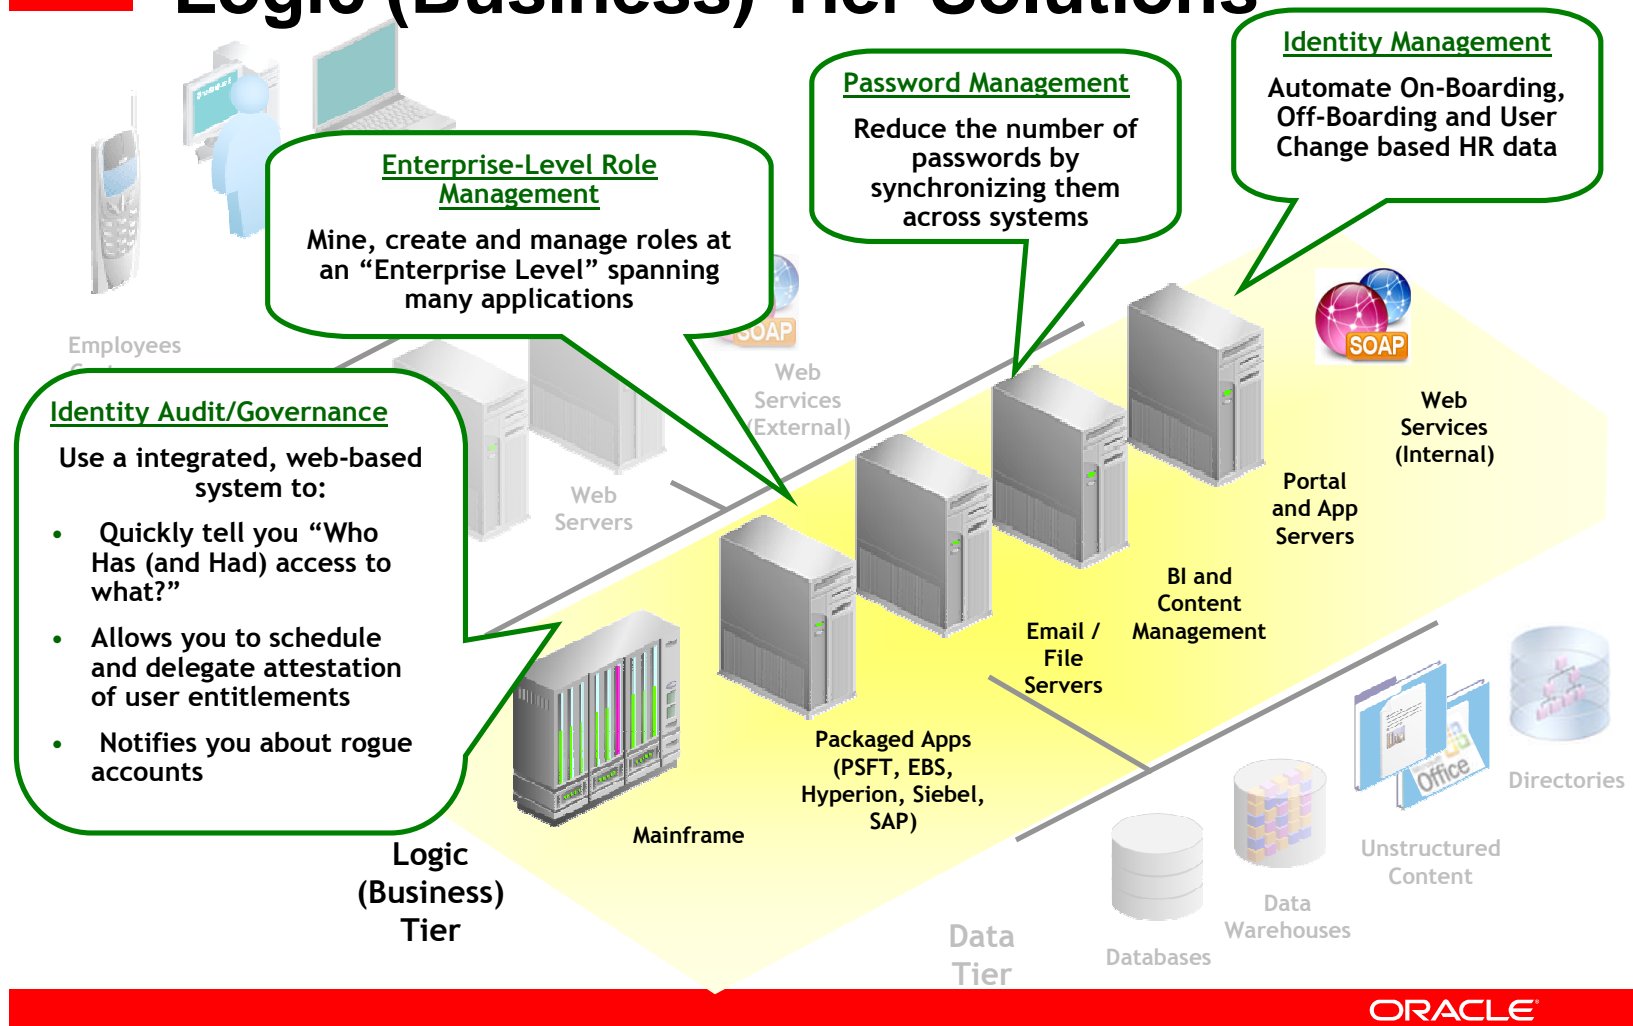 Logic (Business) Tier Solutions
Identity Management
Automate On-Boarding,
Off-Boarding and User
Change based HR data
Password Management
Reduce the number of
passwords by
synchronizing them
across systems
Enterprise-Level Role
Management
Mine, create and manage roles at
an “Enterprise Level” spanning
many applications
SOAP
SOAP
Employees
Web
Services
(External)
Web
Services
(Internal)
Identity Audit/Governance
Use a integrated, web-based
system to:
• Quickly tell you “Who
Has (and Had) access to
what?”
• Allows you to schedule
and delegate attestation
of user entitlements
• Notifies you about rogue
accounts
Web
Servers
Portal
and App
Servers
BI and
Content
Management
Email /
File
Servers
Packaged Apps
(PSFT, EBS,
Hyperion, Siebel,
SAP)
Mainframe
Logic
(Business)
Tier
Office
Directories
Unstructured
Content
Data
Warehouses
Databases
Data
Tier
ORACLE